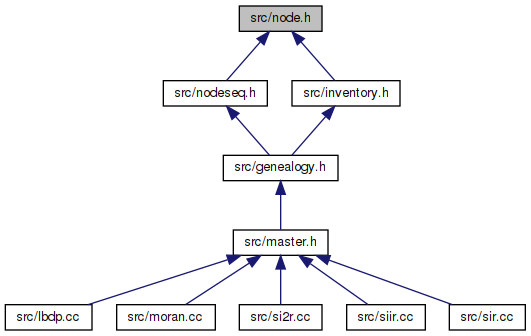 src/node.h
src/nodeseq.h
src/inventory.h
src/genealogy.h
src/master.h
src/lbdp.cc
src/moran.cc
src/si2r.cc
src/siir.cc
src/sir.cc